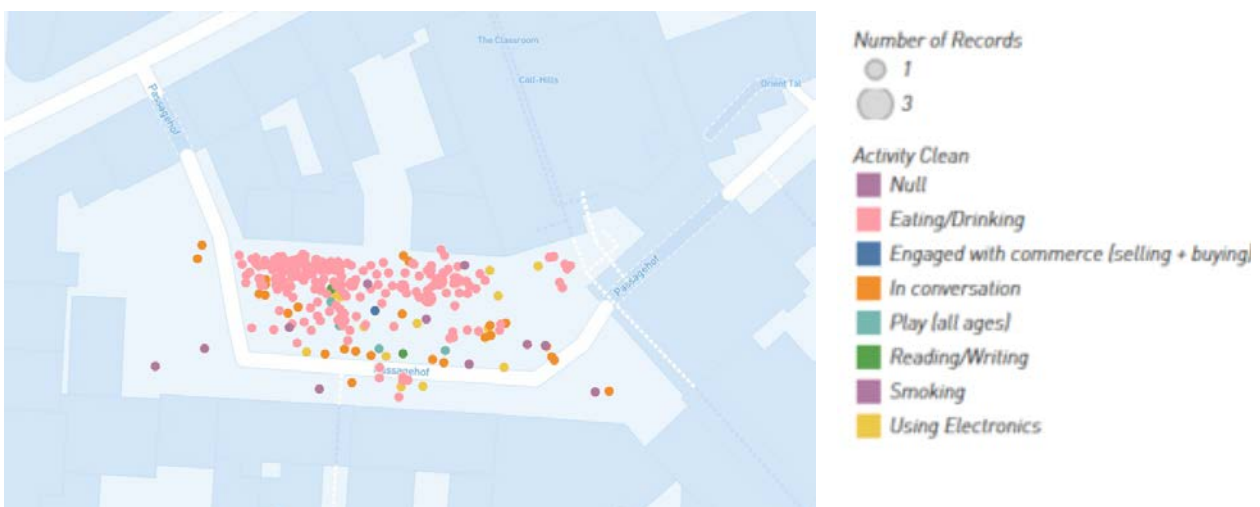 The Classroom
Call-Hills
Passagehof
Passagehof
Passagehof
Number of Records
1
3
Activity Clean
Null
Eating/Drinking
Engaged with commerce (selling + buying)
In conversation
Play (all ages)
Reading/Writing
Smoking
Using Electronics